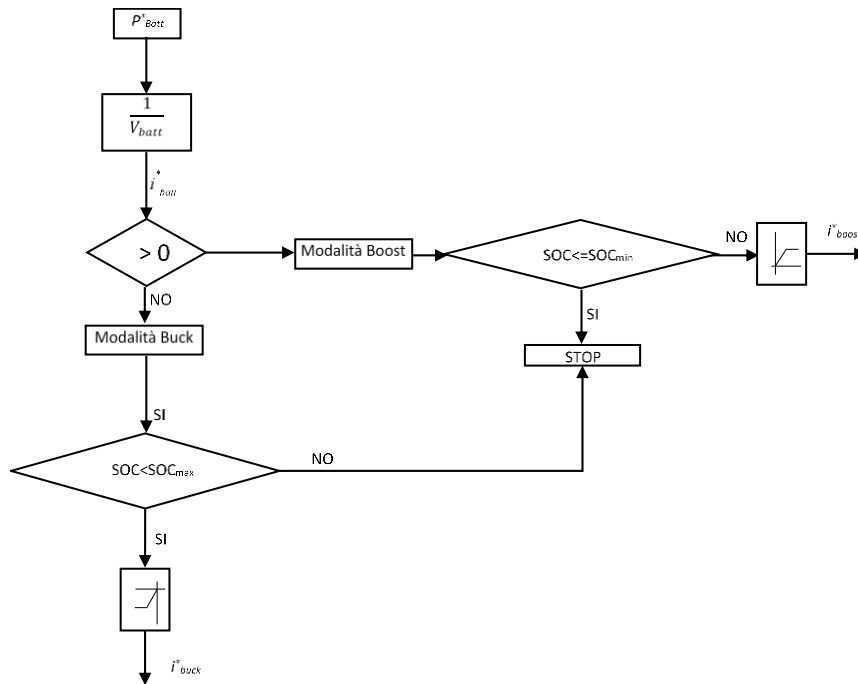 P*Batt
1
Vbatt
i*batt
> 0
Modalità Boost
SOC<=SOCmin
NO
i*boos
NO
SI
Modalità Buck
STOP
SI
SOC<SOCmax
NO
SI
i*buck